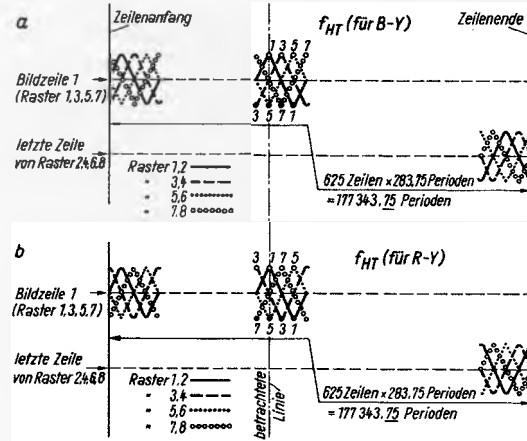 a
Zeilenanfang
f_HT (für B-Y)
Zeilenende
1 3 5 7
Bildzeile 1
(Raster 1,3,5,7)
3 5 7 1
letzte Zeile
von Raster 2,4,6,8
Raster 1,2
" 3,4
" 5,6
" 7,8
625 Zeilen × 283,75 Perioden
= 177 343,75 Perioden
b
3 1 7 5
f_HT (für R-Y)
Bildzeile 1
(Raster 1,3,5,7)
7 5 3 1
letzte Zeile
von Raster 2,4,6,8
Raster 1,2
" 3,4
" 5,6
" 7,8
betrachtete
Linie
625 Zeilen × 283,75 Perioden
= 177 343,75 Perioden